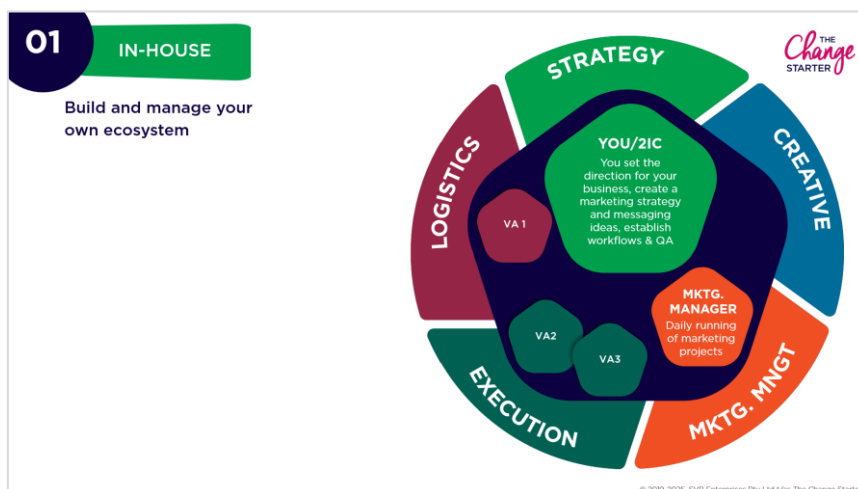 01
IN-HOUSE
Build and manage your
own ecosystem
THE
Change
STARTER
STRATEGY
CREATIVE
MKTG. MNGT
EXECUTION
LOGISTICS
YOU/2IC
You set the
direction for your
business, create a
marketing strategy
and messaging
ideas, establish
workflows & QA
VA 1
MKTG.
MANAGER
Daily running
of marketing
projects
VA2
VA3